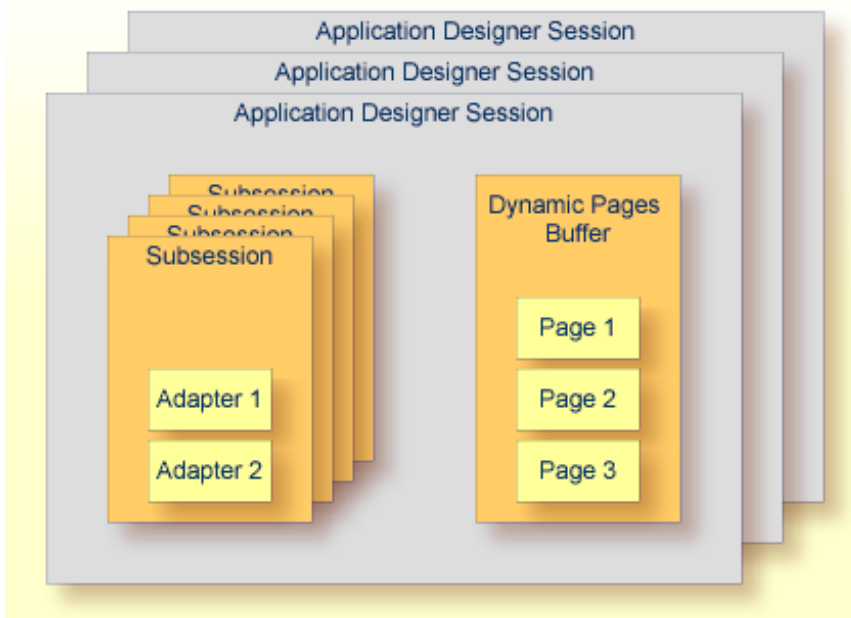 Application Designer Session
Application Designer Session
Application Designer Session
Subsession
Subsession
Subsession
Subsession
Adapter 1
Adapter 2
Dynamic Pages
Buffer
Page 1
Page 2
Page 3